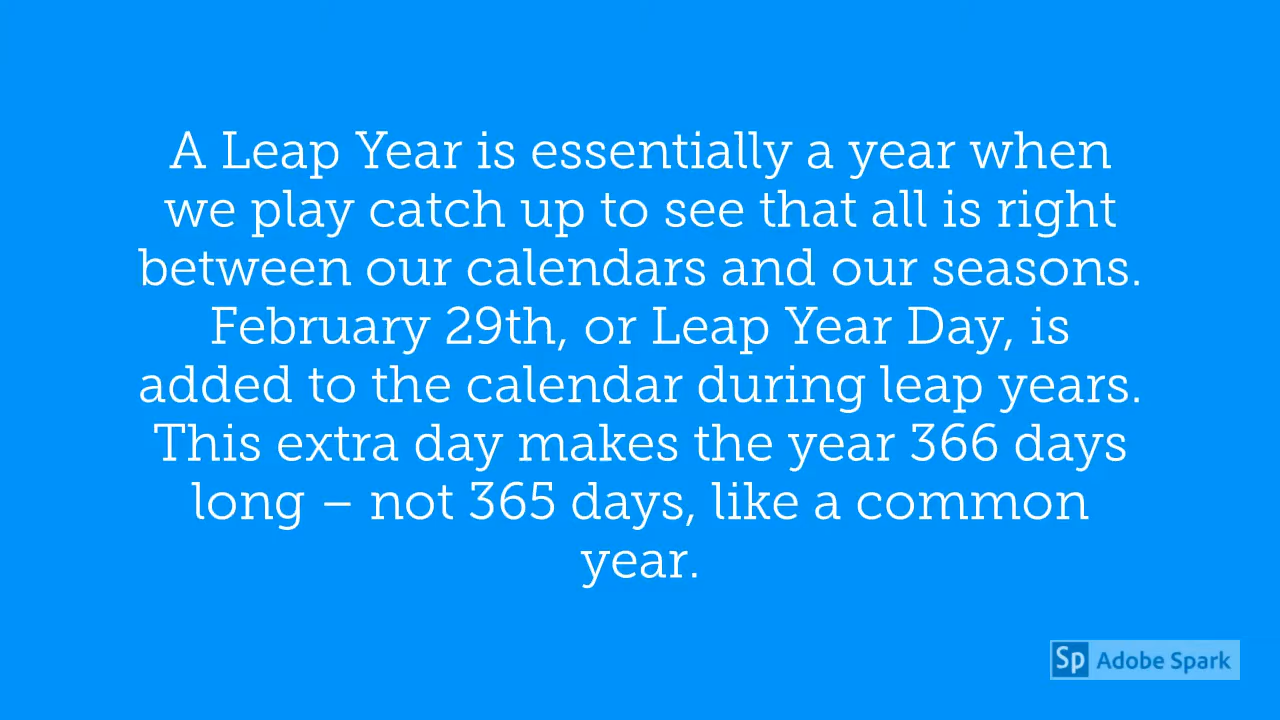 A Leap Year is essentially a year when
we play catch up to see that all is right
between our calendars and our seasons.
February 29th, or Leap Year Day, is
added to the calendar during leap years.
This extra day makes the year 366 days
long – not 365 days, like a common
year.
Sp Adobe Spark